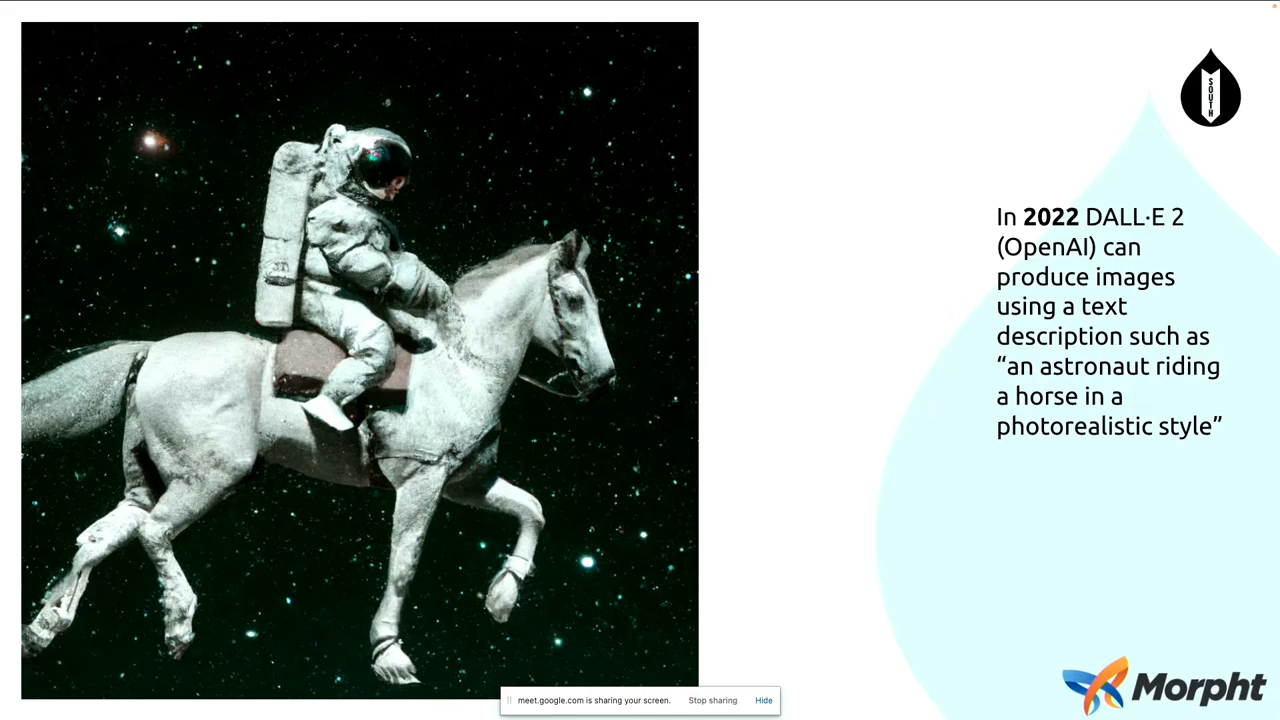 SOUTH
In 2022 DALL·E 2
(OpenAI) can
produce images
using a text
description such as
“an astronaut riding
a horse in a
photorealistic style”
Morpht
meet.google.com is sharing your screen. Stop sharing Hide